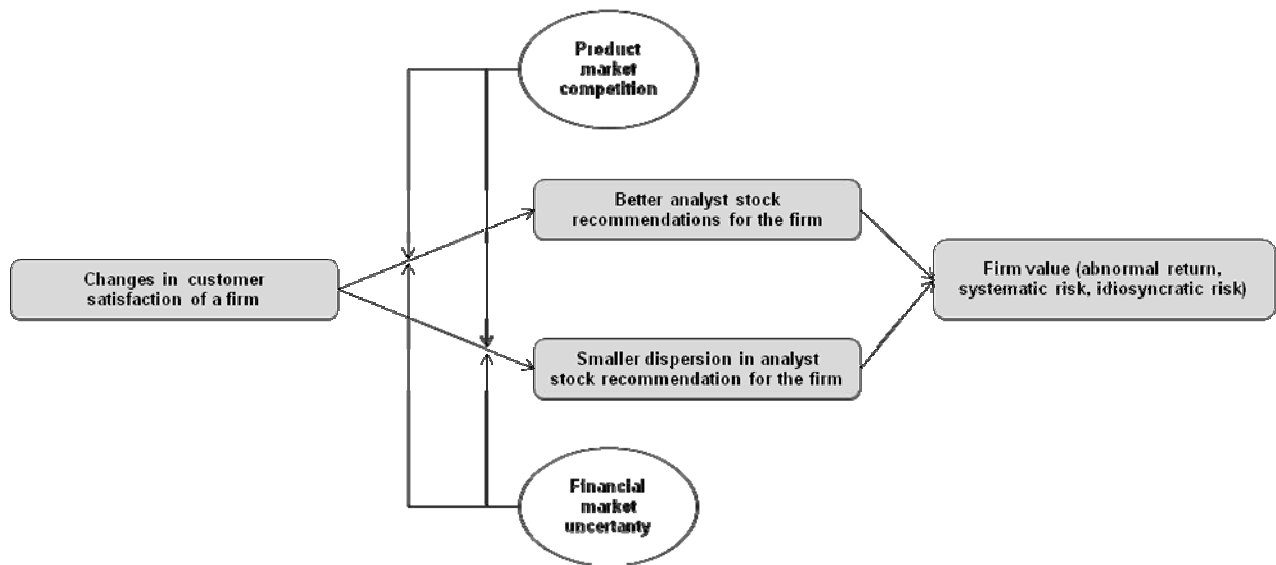 Product
market
competition
Better analyst stock
recommendations for the firm
Changes in customer
satisfaction of a firm
Firm value (abnormal return,
systematic risk, idiosyncratic risk)
Smaller dispersion in analyst
stock recommendation for the firm
Financial
market
uncertanty